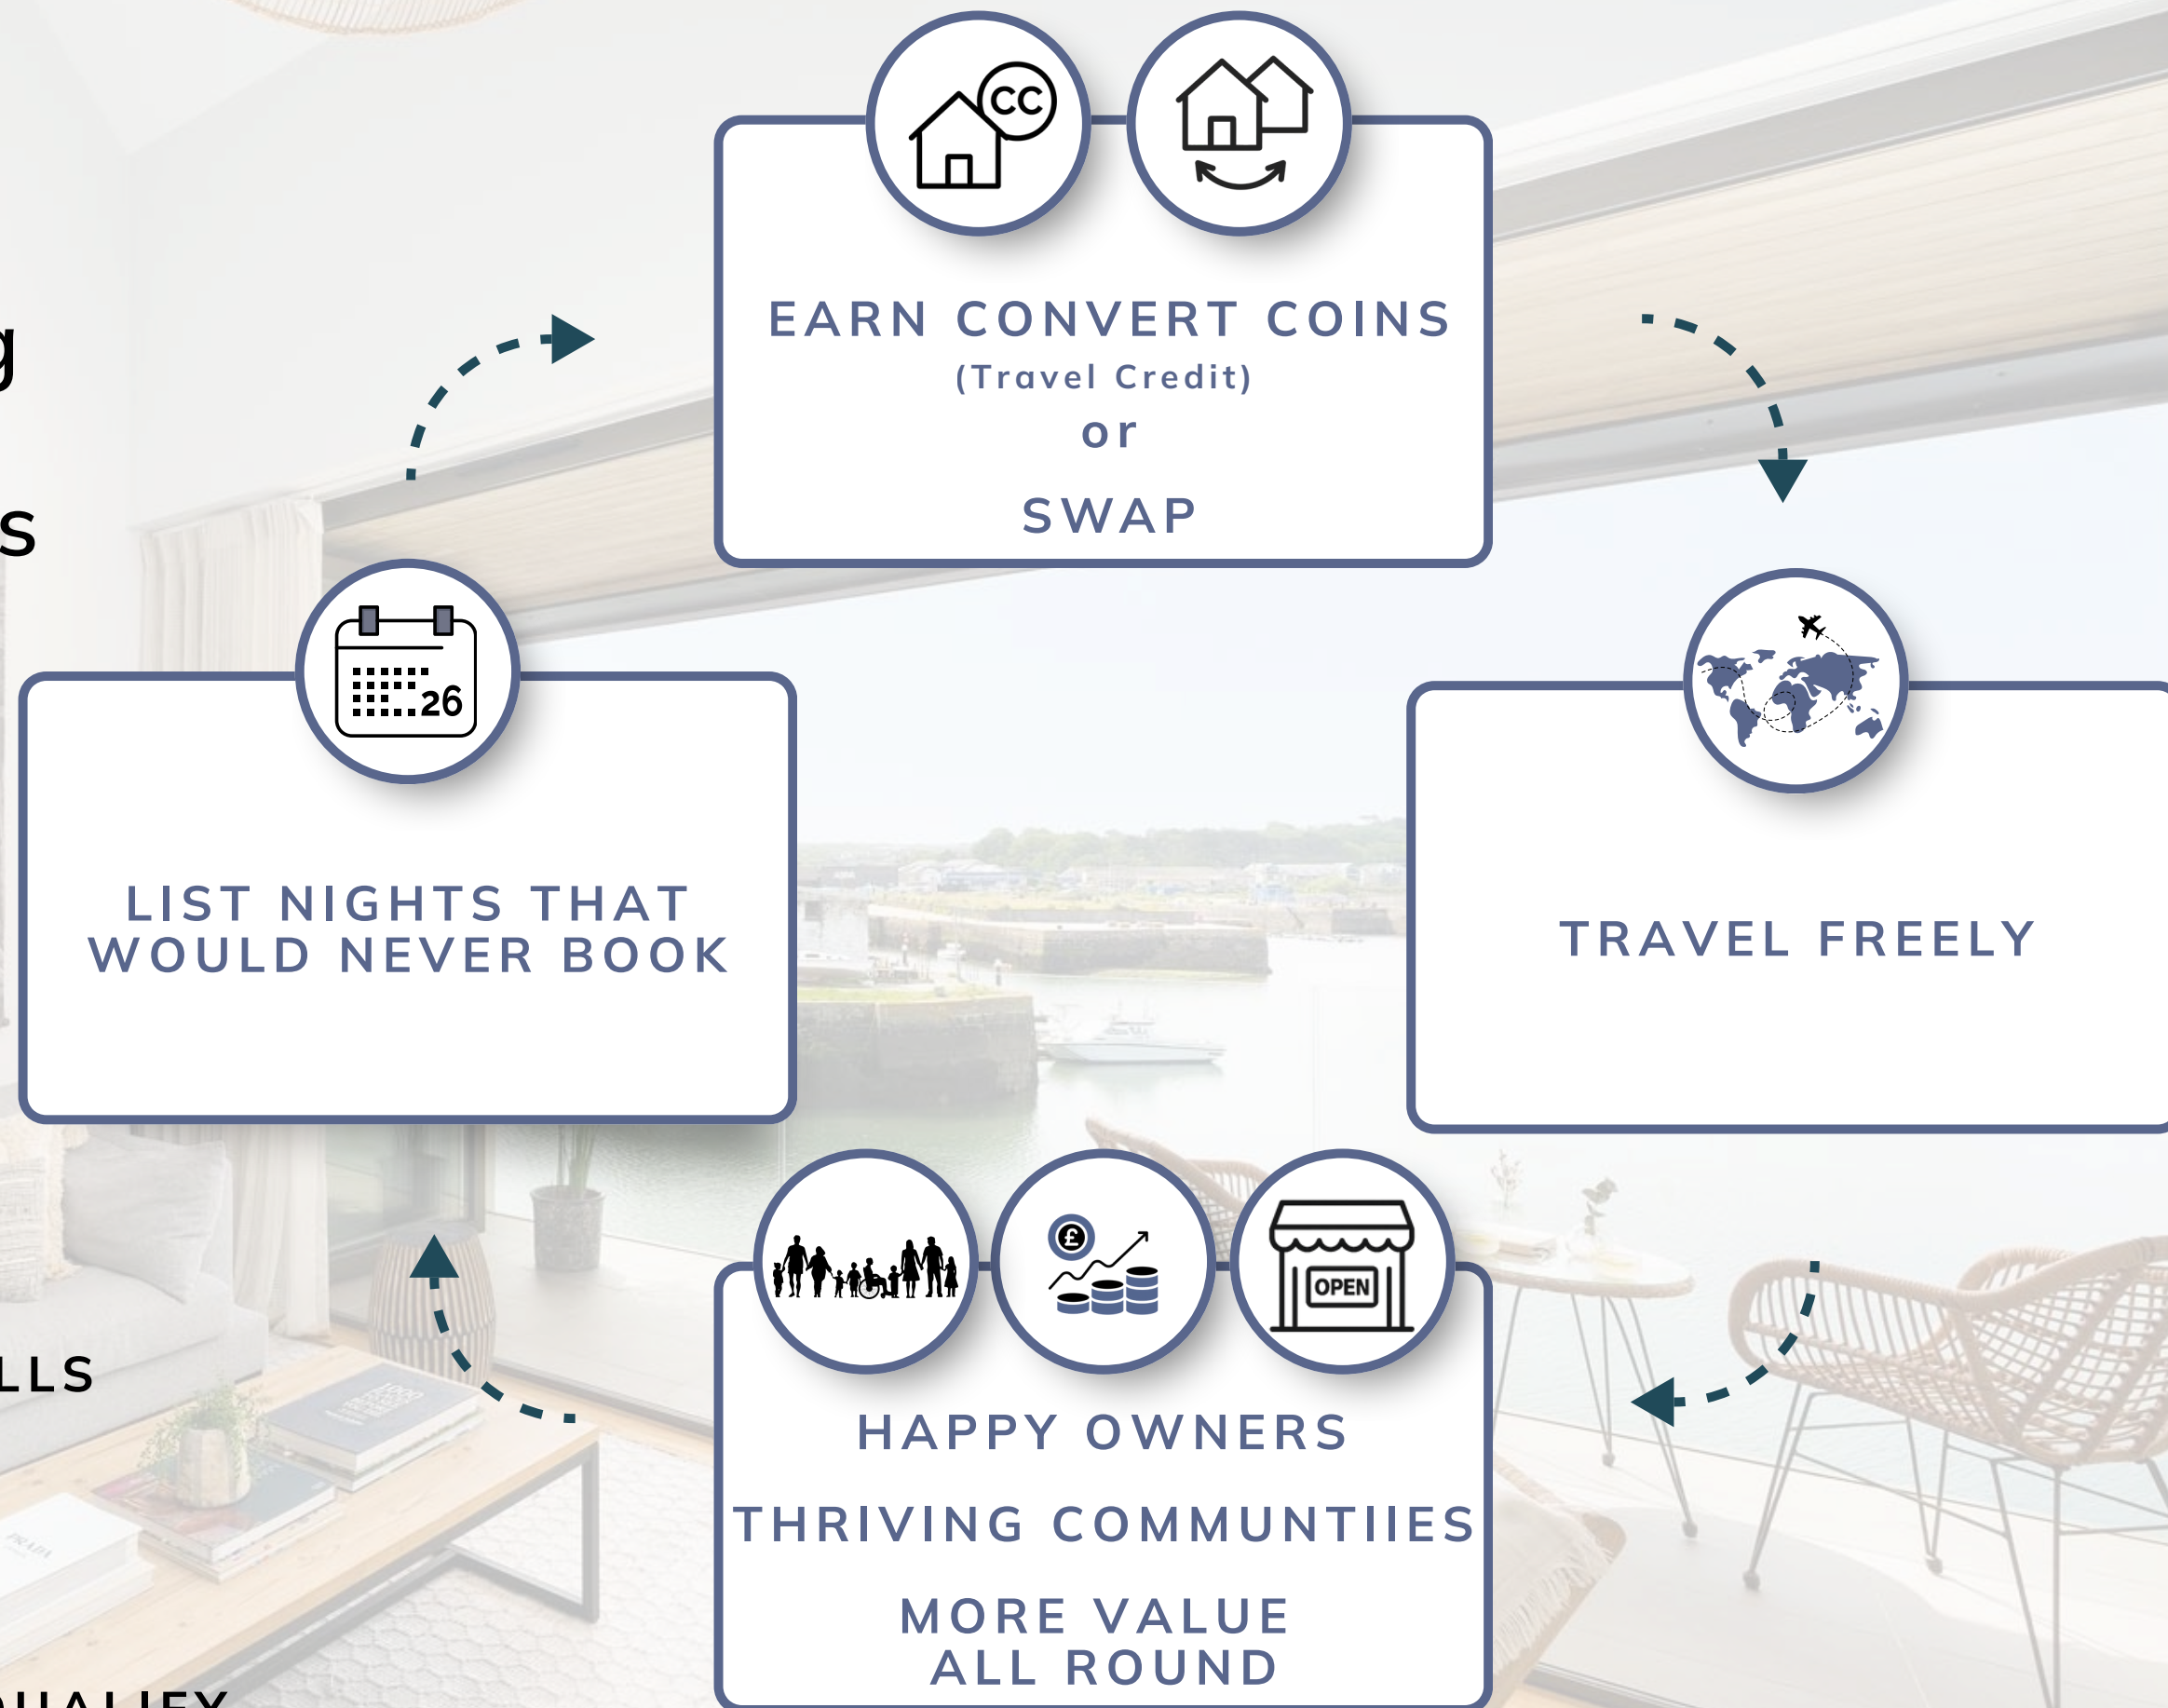 CC
EARN CONVERT COINS
(Travel Credit)
or
SWAP
26
LIST NIGHTS THAT
WOULD NEVER BOOK
TRAVEL FREELY
£
OPEN
HAPPY OWNERS
THRIVING COMMUNTIIES
MORE VALUE
ALL ROUND
PRADA